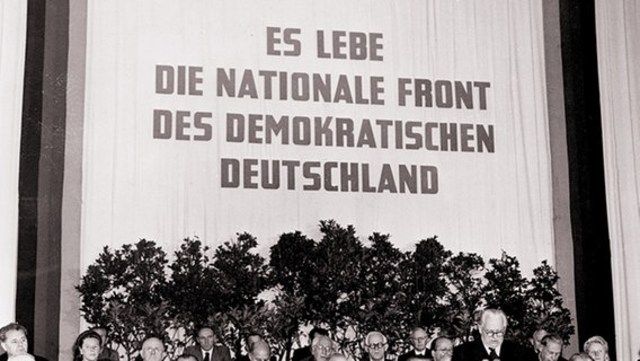 ES LEBE
DIE NATIONALE FRONT
DES DEMOKRATISCHEN
DEUTSCHLAND